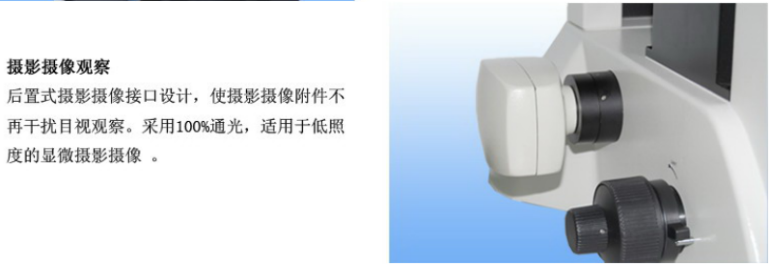 摄影摄像观察
后置式摄影摄像接口设计，使摄影摄像附件不
再干扰目视观察。采用100%通光，适用于低照
度的显微摄影摄像 。